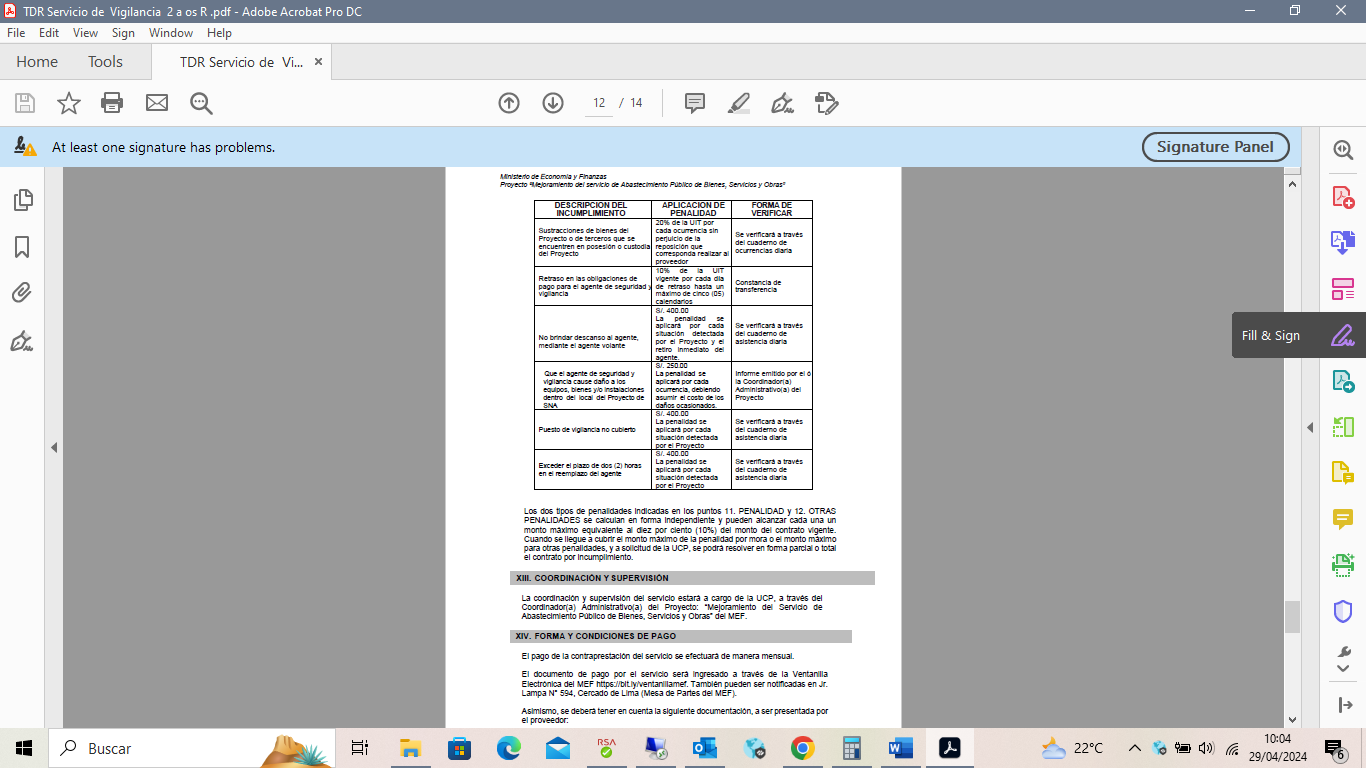 TDR Servicio de  Vigilancia  2 a os R .pdf - Adobe Acrobat Pro DC
File Edit View Sign Window Help
Home Tools TDR Servicio de  Vi... ×
12 / 14
At least one signature has problems.
Signature Panel
Ministerio de Economía y Finanzas
Proyecto "Mejoramiento del servicio de Abastecimiento Público de Bienes, Servicios y Obras"
DESCRIPCION DEL
INCUMPLIMIENTO
APLICACION DE
PENALIDAD
FORMA DE
VERIFICAR
Sustracciones de bienes del
Proyecto o de terceros que se
encuentren en posesión o custodia
del Proyecto
20% de la UIT por
cada ocurrencia sin
perjuicio de la
reposición que
corresponda realizar al
proveedor
Se verificará a través
del cuaderno de
ocurrencias diaria
Retraso en las obligaciones de
pago para el agente de seguridad y
vigilancia
10% de la UIT
vigente por cada día
de retraso hasta un
máximo de cinco (05)
calendarios
Constancia de
transferencia
No brindar descanso al agente,
mediante el agente volante
S/. 400.00
La penalidad se
aplicará por cada
situación detectada
por el Proyecto y el
retiro inmediato del
agente.
Se verificará a través
del cuaderno de
asistencia diaria
Que el agente de seguridad y
vigilancia cause daño a los
equipos, bienes y/o instalaciones
dentro del local del Proyecto de
SNA
S/. 250.00
La penalidad se
aplicará por cada
ocurrencia, debiendo
asumir el costo de los
daños ocasionados.
Informe emitido por el ó
la Coordinador(a)
Administrativo(a) del
Proyecto
Puesto de vigilancia no cubierto
S/. 400.00
La penalidad se
aplicará por cada
situación detectada
por el Proyecto
Se verificará a través
del cuaderno de
asistencia diaria
Exceder el plazo de dos (2) horas
en el reemplazo del agente
S/. 400.00
La penalidad se
aplicará por cada
situación detectada
por el Proyecto
Se verificará a través
del cuaderno de
asistencia diaria
Los dos tipos de penalidades indicadas en los puntos 11. PENALIDAD y 12. OTRAS
PENALIDADES se calculan en forma independiente y pueden alcanzar cada una un
monto máximo equivalente al diez por ciento (10%) del monto del contrato vigente.
Cuando se llegue a cubrir el monto máximo de la penalidad por mora o el monto máximo
para otras penalidades, y a solicitud de la UCP, se podrá resolver en forma parcial o total
el contrato por incumplimiento.
XIII. COORDINACIÓN Y SUPERVISIÓN
La coordinación y supervisión del servicio estará a cargo de la UCP, a través del
Coordinador(a) Administrativo(a) del Proyecto: "Mejoramiento del Servicio de
Abastecimiento Público de Bienes, Servicios y Obras" del MEF.
XIV. FORMA Y CONDICIONES DE PAGO
El pago de la contraprestación del servicio se efectuará de manera mensual.
El documento de pago por el servicio será ingresado a través de la Ventanilla
Electrónica del MEF https://bit.ly/ventanillamef. También pueden ser notificadas en Jr.
Lampa N° 594, Cercado de Lima (Mesa de Partes del MEF).
Asimismo, se deberá tener en cuenta la siguiente documentación, a ser presentada por
el proveedor:
Fill & Sign
Buscar
RSA
22°C
10:04
29/04/2024
6